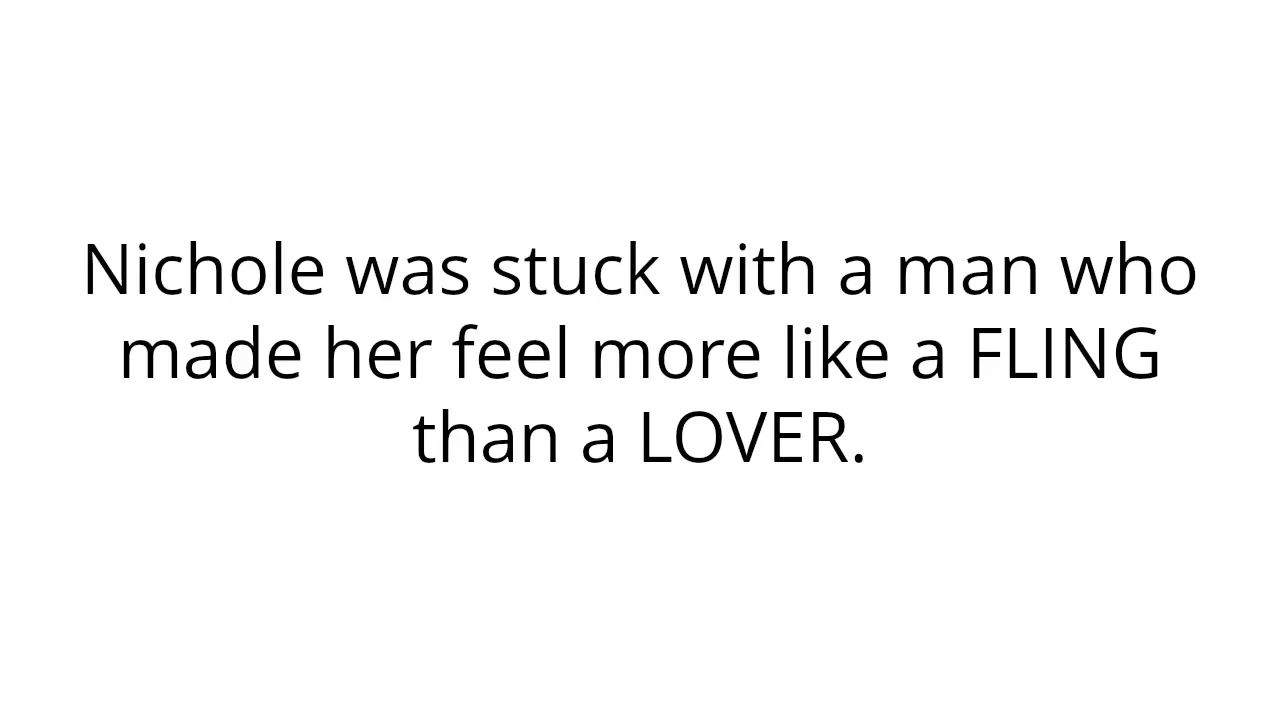 Nichole was stuck with a man who
made her feel more like a FLING
than a LOVER.